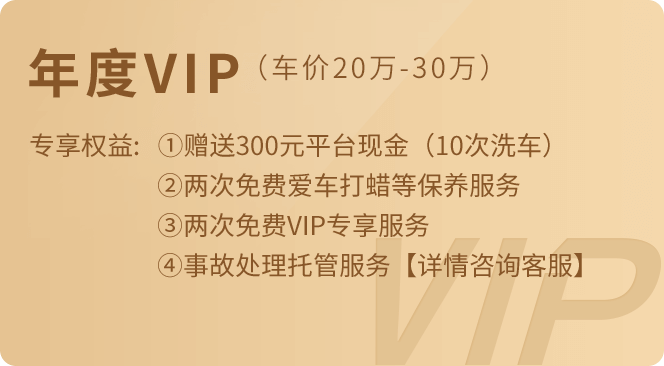 年度VIP（车价20万-30万）
专享权益: ①赠送300元平台现金（10次洗车）
②两次免费爱车打蜡等保养服务
③两次免费VIP专享服务
④事故处理托管服务【详情咨询客服】
VIP